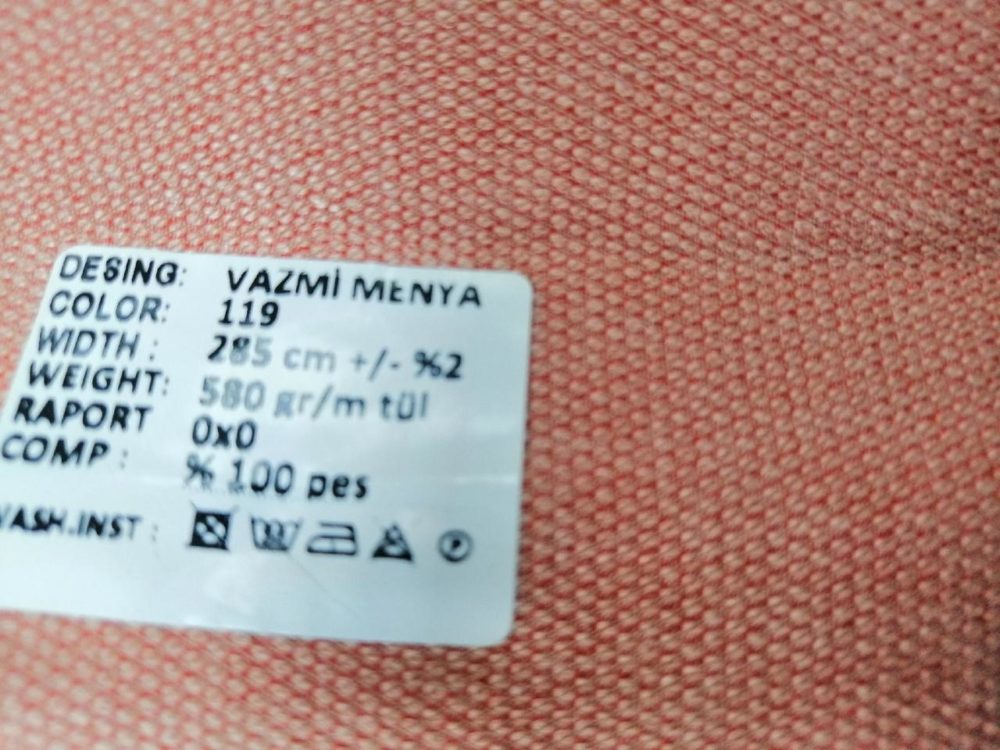 DESING: VAZMİ MENYA
COLOR: 119
WIDTH : 285 cm +/- %2
WEIGHT: 580 gr/m tül
RAPORT 0x0
COMP : % 100 pes
WASH.INST :
P